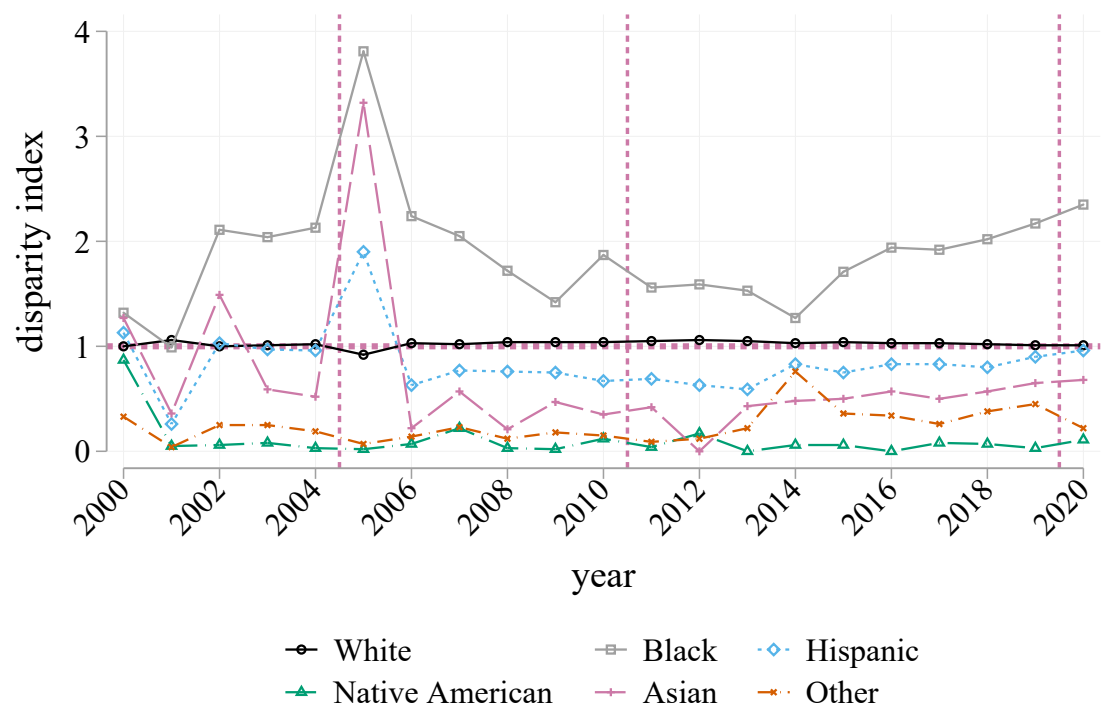 4
3
2
1
0
disparity index
2000 2002 2004 2006 2008 2010 2012 2014 2016 2018 2020
year
White Black Hispanic
Native American Asian Other